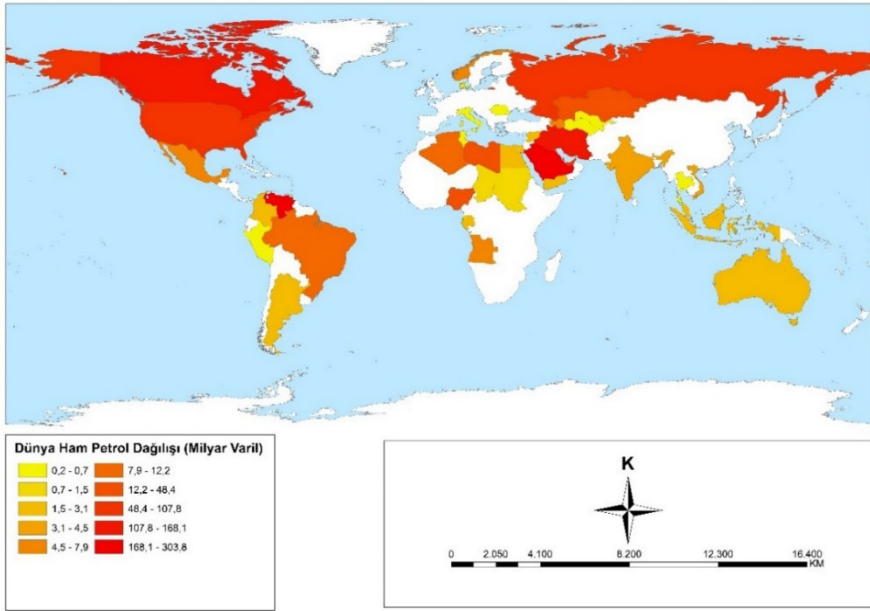 Dünya Ham Petrol Dağılışı (Milyar Varil)
0,2 - 0,7
0,7 - 1,5
1,5 - 3,1
3,1 - 4,5
4,5 - 7,9
7,9 - 12,2
12,2 - 48,4
48,4 - 107,8
107,8 - 168,1
168,1 - 303,8
K
0 2.050 4.100 8.200 12.300 16.400
KM